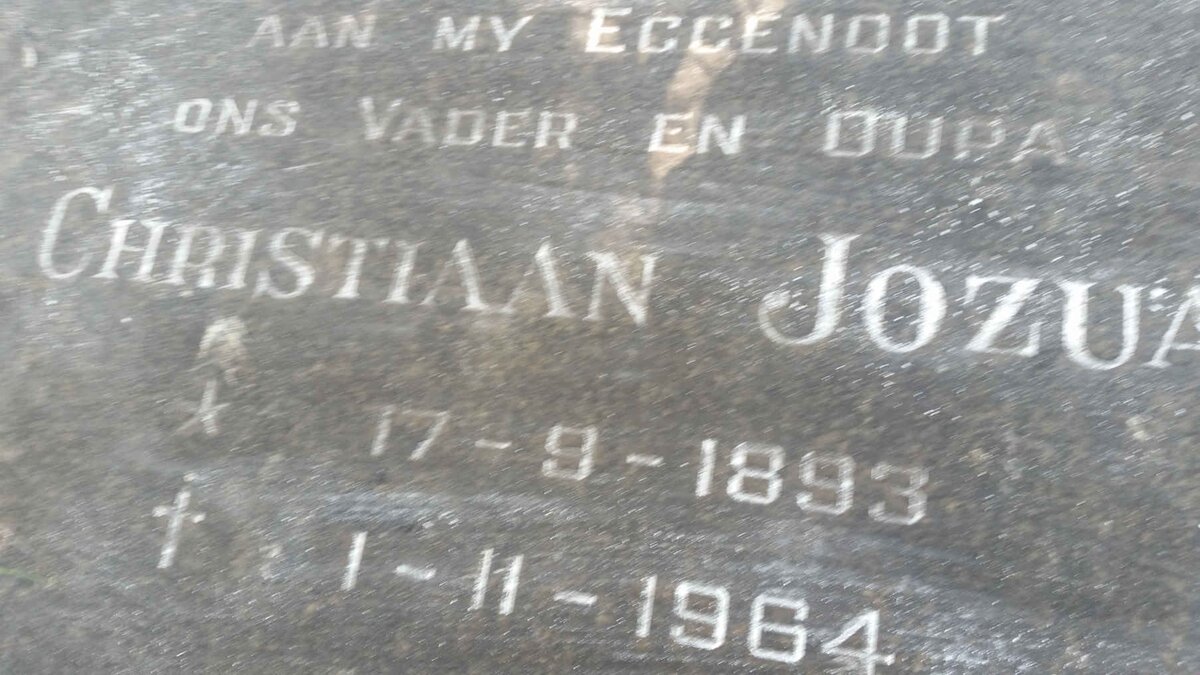 AAN MY EGGENOOT
ONS VADER EN OUPA
CHRISTIAAN JOZUA
17-9-1893
1-11-1964